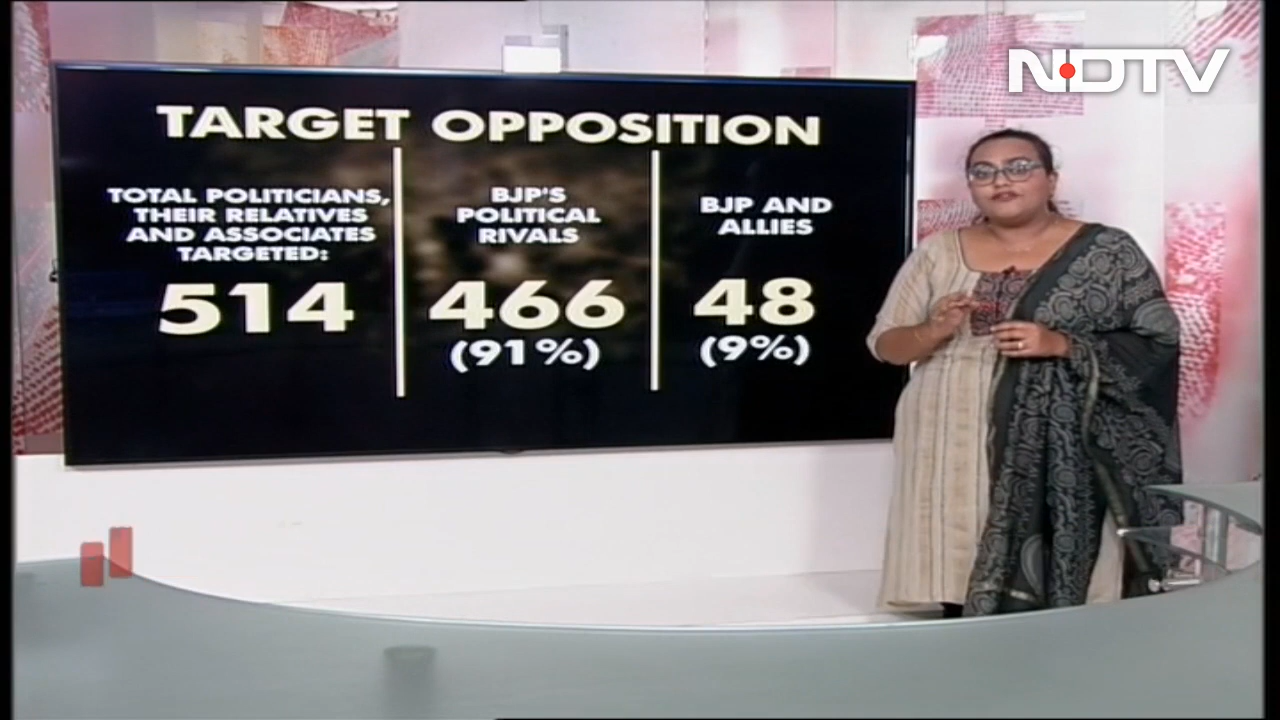 NDTV
TARGET OPPOSITION
TOTAL POLITICIANS,
THEIR RELATIVES
AND ASSOCIATES
TARGETED:
514
BJP'S
POLITICAL
RIVALS
466
(91%)
BJP AND
ALLIES
48
(9%)